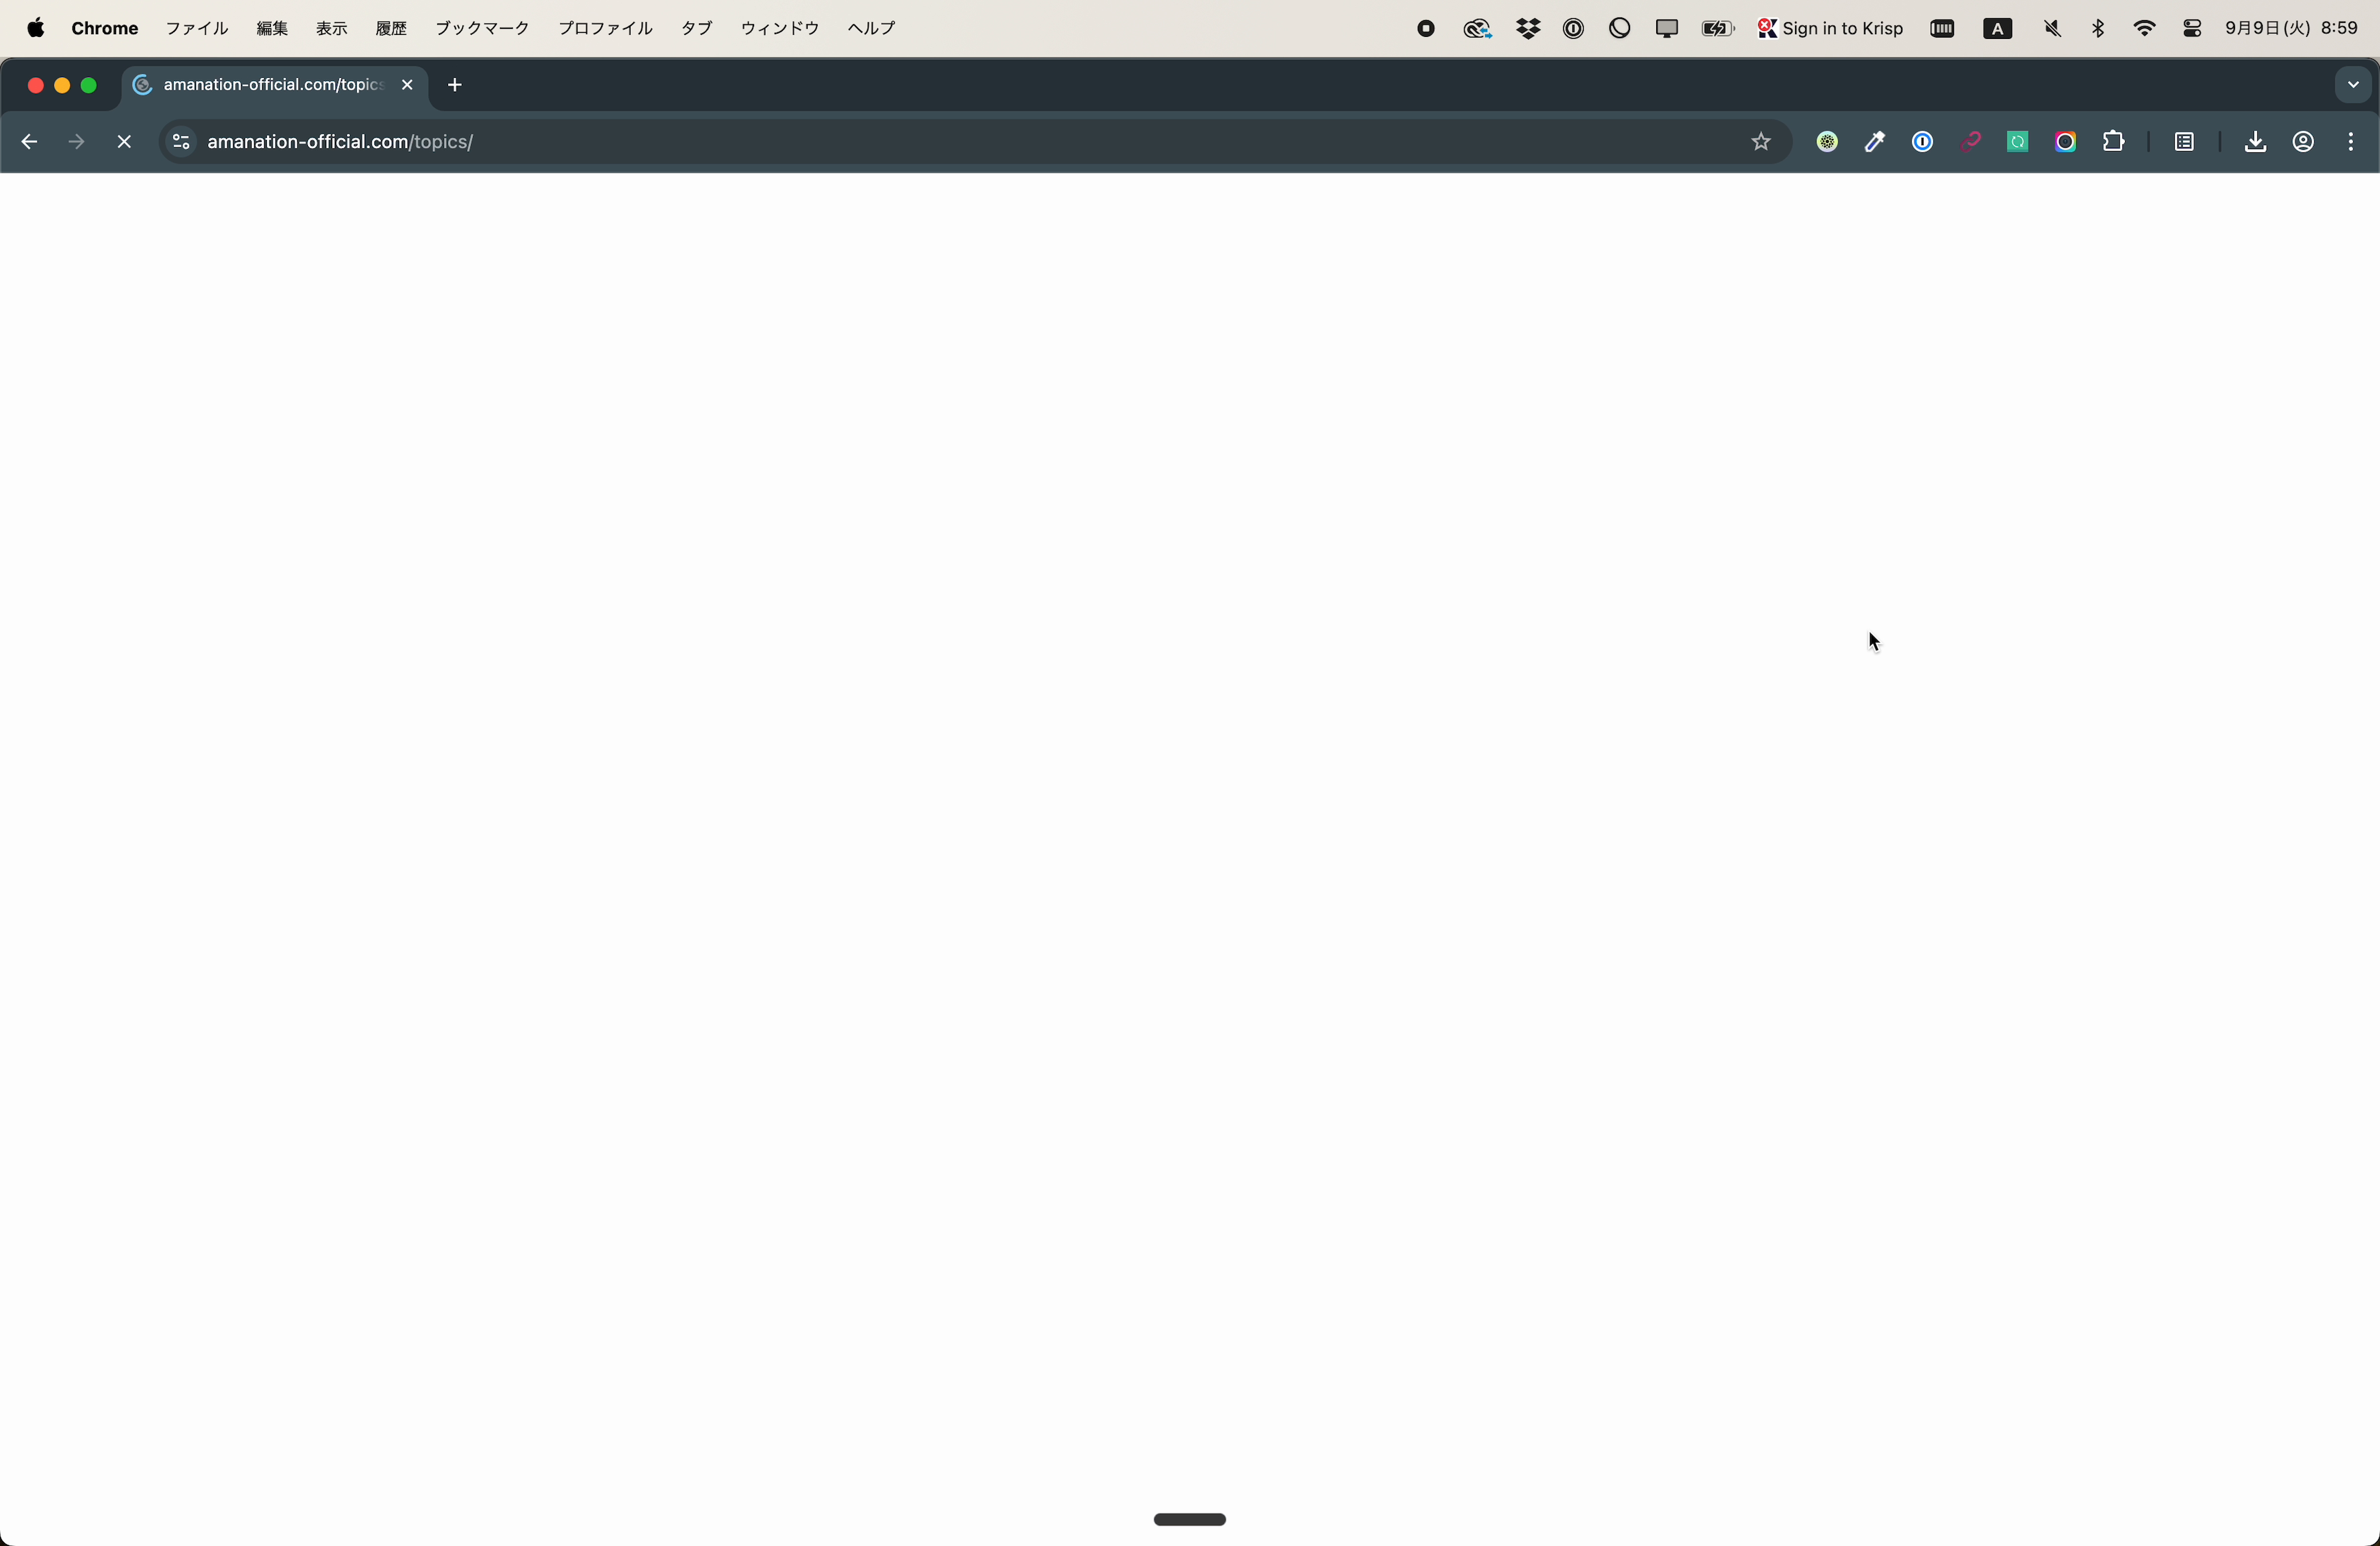 Chrome ファイル 編集 表示 履歴 ブックマーク プロファイル タブ ウィンドウ ヘルプ Sign in to Krisp A 9月9日(火) 8:59
amanation-official.com/topics
amanation-official.com/topics/